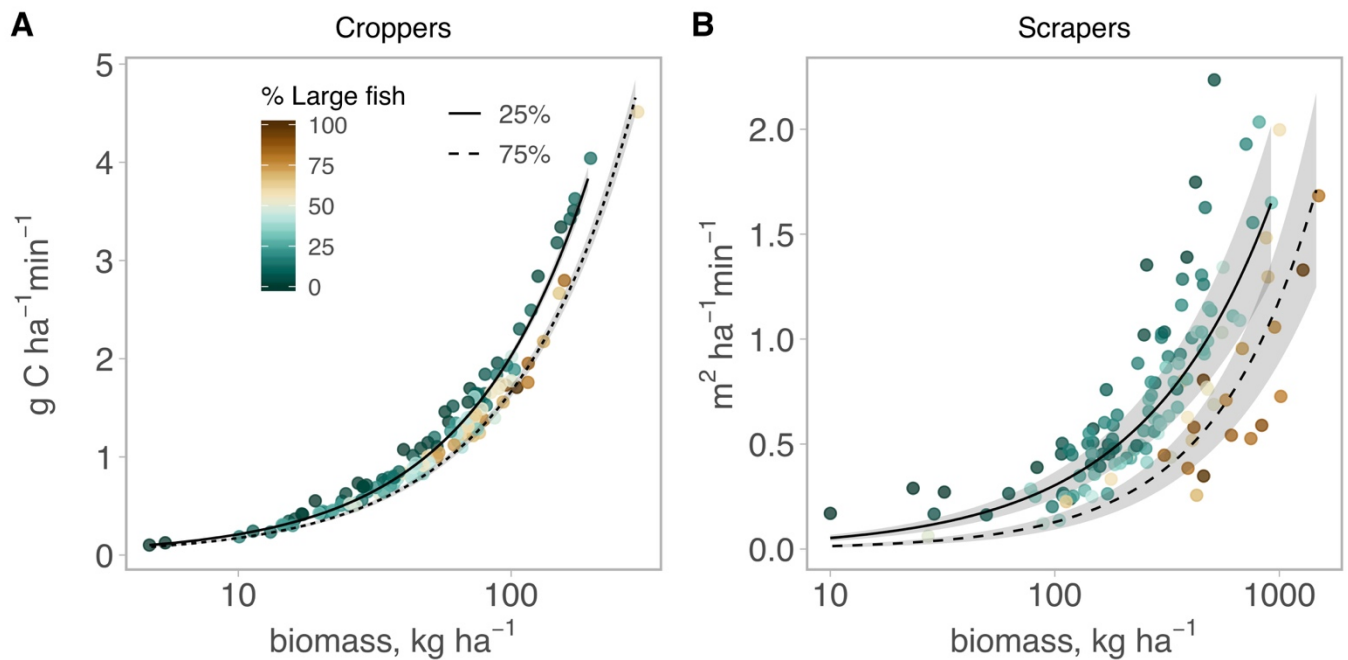 A
Croppers
5
4
3
2
1
0
g C ha⁻¹min⁻¹
% Large fish
100
75
50
25
0
25%
75%
10
100
biomass, kg ha⁻¹
B
Scrapers
2.0
1.5
1.0
0.5
0.0
m² ha⁻¹min⁻¹
10
100
1000
biomass, kg ha⁻¹